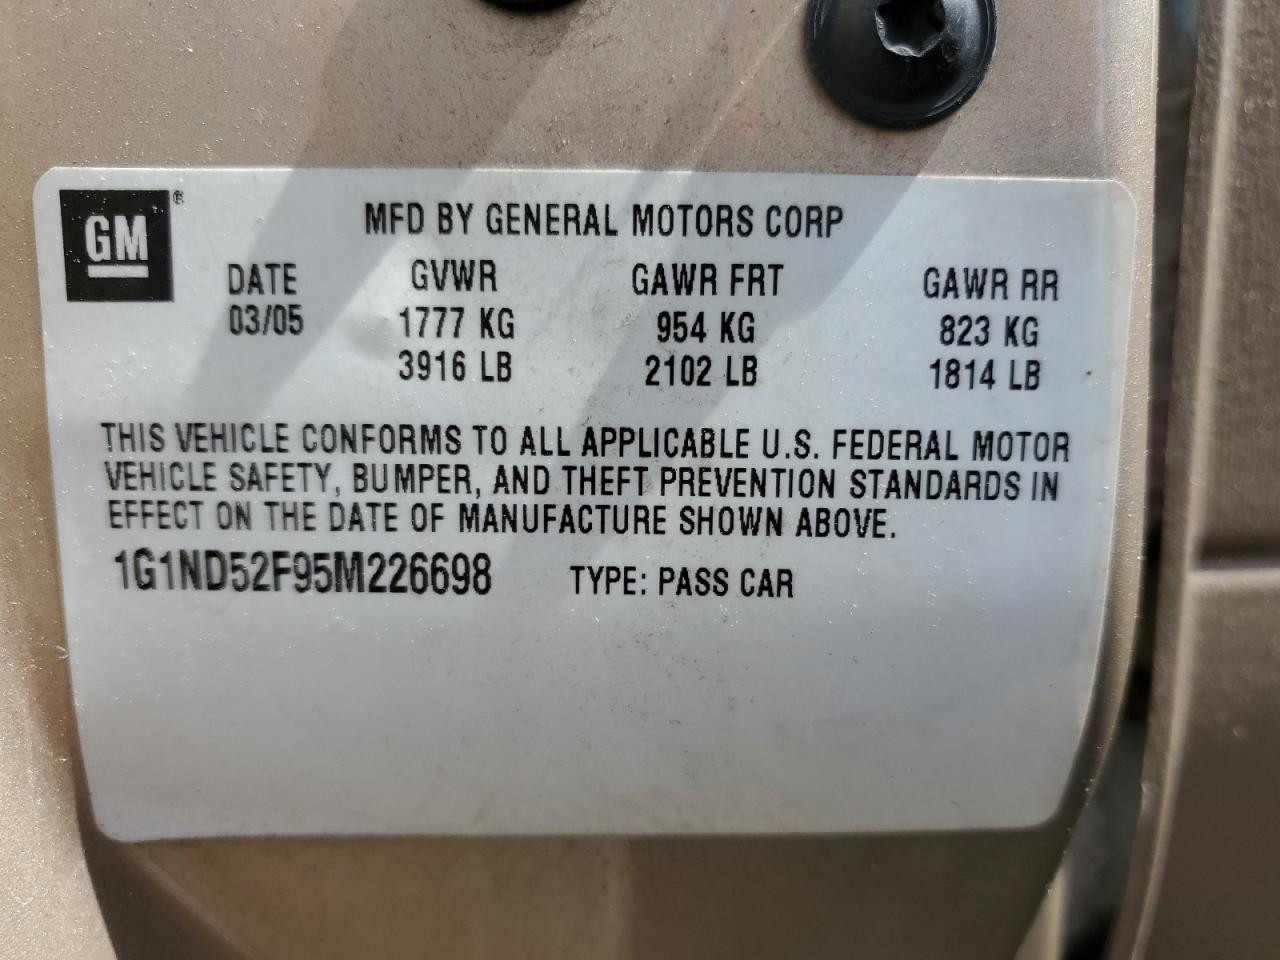 GM®
MFD BY GENERAL MOTORS CORP
DATE GVWR GAWR FRT GAWR RR
03/05 1777 KG 954 KG 823 KG
3916 LB 2102 LB 1814 LB
THIS VEHICLE CONFORMS TO ALL APPLICABLE U.S. FEDERAL MOTOR
VEHICLE SAFETY, BUMPER, AND THEFT PREVENTION STANDARDS IN
EFFECT ON THE DATE OF MANUFACTURE SHOWN ABOVE.
1G1ND52F95M226698 TYPE: PASS CAR